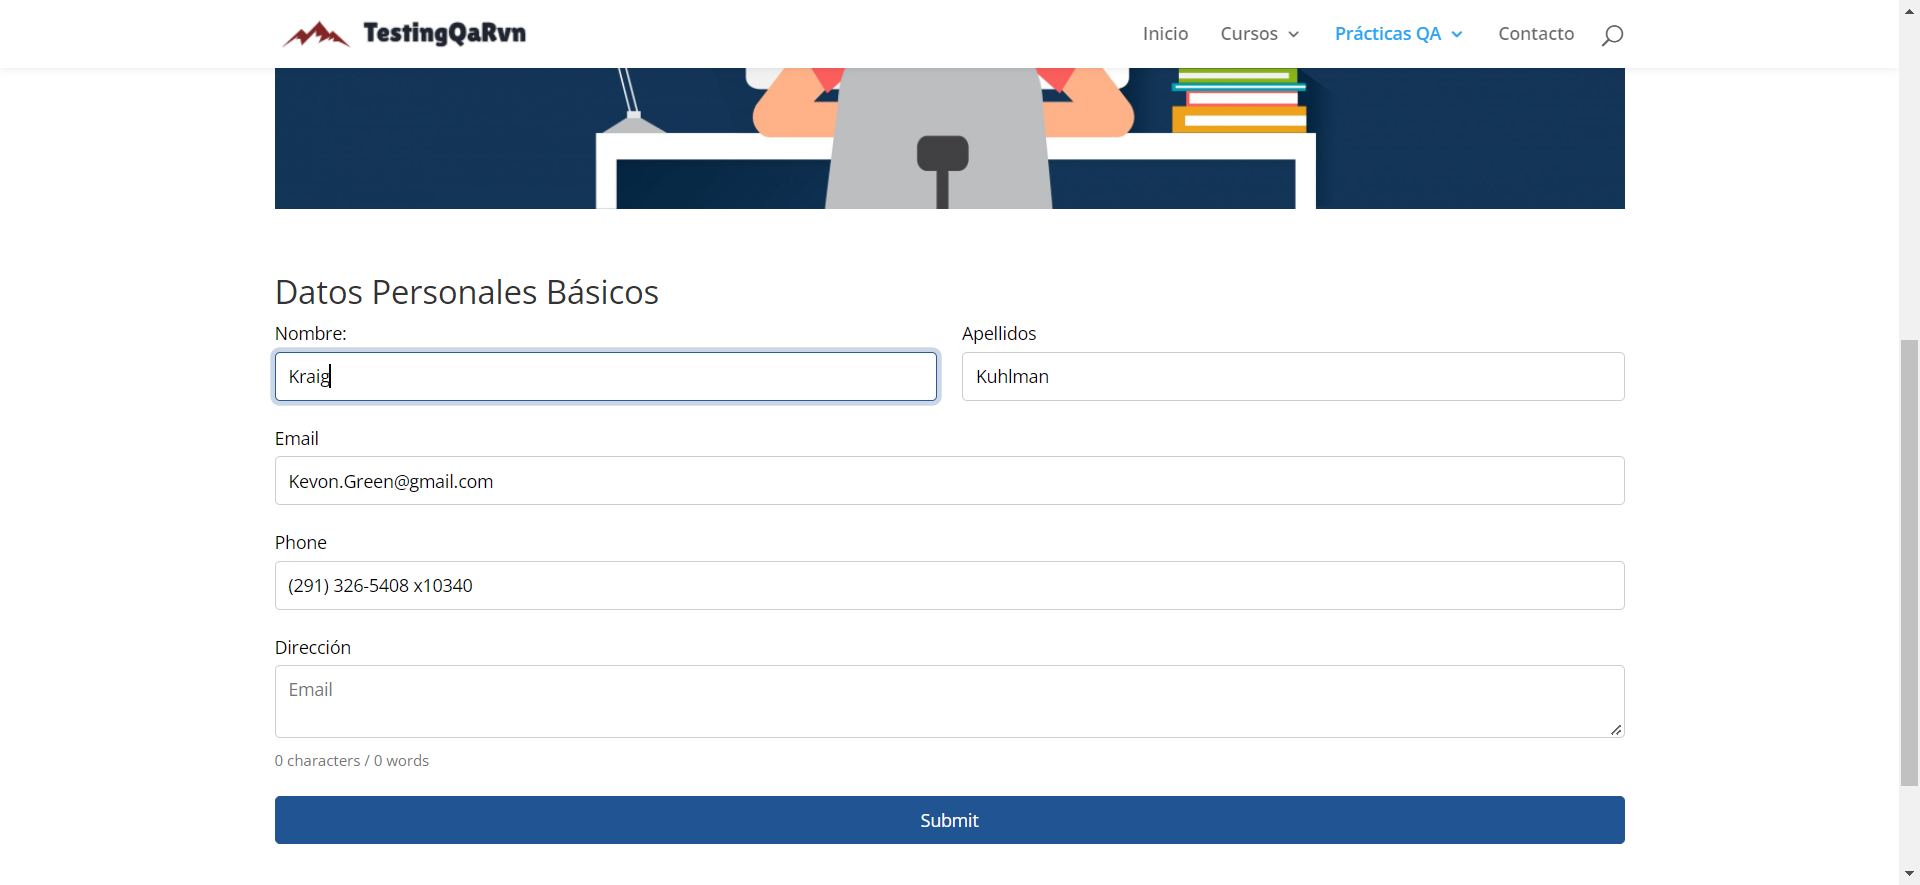 TestingQaRvn
Inicio
Cursos
Prácticas QA
Contacto
Datos Personales Básicos
Nombre:
Apellidos
Kraig
Kuhlman
Email
Kevon.Green@gmail.com
Phone
(291) 326-5408 x10340
Dirección
Email
0 characters / 0 words
Submit